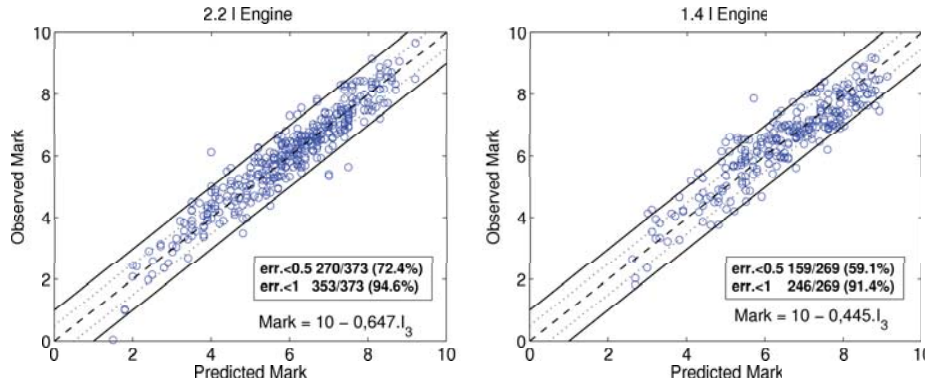 2.2 l Engine
10
8
6
4
2
0
Observed Mark
err.<0.5 270/373 (72.4%)
err.<1 353/373 (94.6%)
Mark = 10 – 0,647.I3
0 2 4 6 8 10
Predicted Mark
1.4 l Engine
10
8
6
4
2
0
Observed Mark
err.<0.5 159/269 (59.1%)
err.<1 246/269 (91.4%)
Mark = 10 – 0,445.I3
0 2 4 6 8 10
Predicted Mark